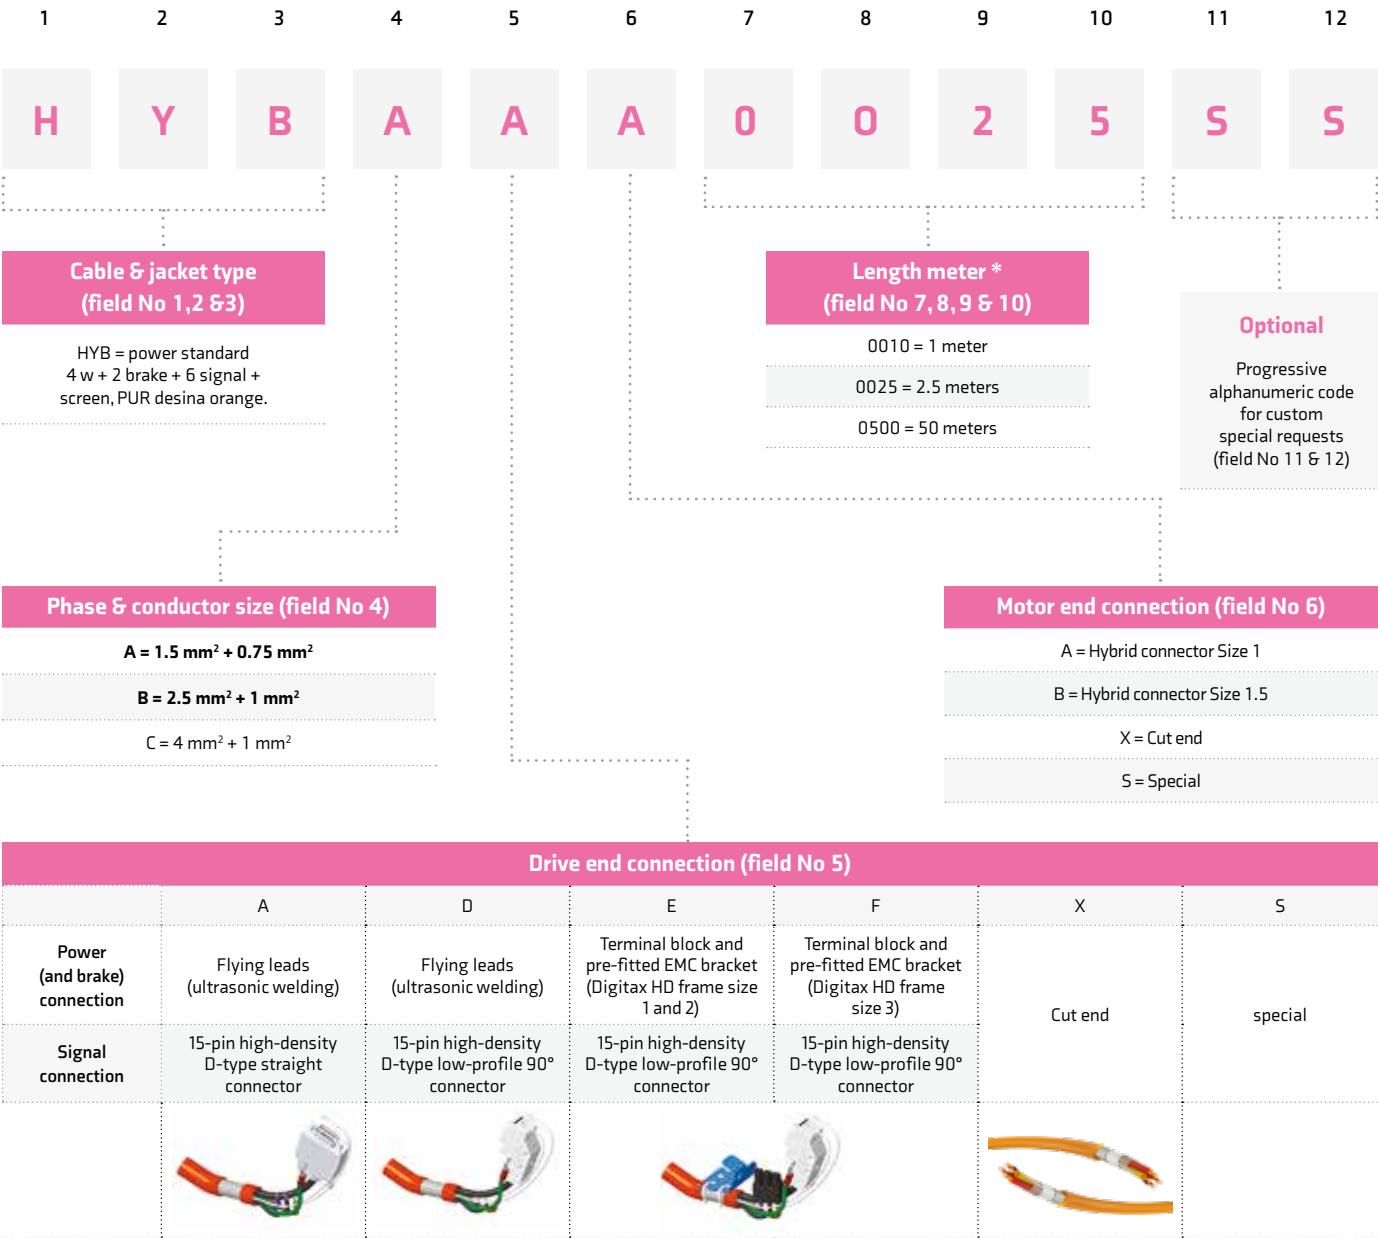 1 2 3 4 5 6 7 8 9 10 11 12
H Y B A A A 0 0 2 5 S S
Cable & jacket type
(field No 1,2 &3)
HYB = power standard
4 w + 2 brake + 6 signal +
screen, PUR desina orange.
Length meter *
(field No 7, 8, 9 & 10)
0010 = 1 meter
0025 = 2.5 meters
0500 = 50 meters
Optional
Progressive
alphanumeric code
for custom
special requests
(field No 11 & 12)
Phase & conductor size (field No 4)
A = 1.5 mm² + 0.75 mm²
B = 2.5 mm² + 1 mm²
C = 4 mm² + 1 mm²
Motor end connection (field No 6)
A = Hybrid connector Size 1
B = Hybrid connector Size 1.5
X = Cut end
S = Special
Drive end connection (field No 5)
A D E F X S
Power
(and brake)
connection
Flying leads
(ultrasonic welding)
Flying leads
(ultrasonic welding)
Terminal block and
pre-fitted EMC bracket
(Digitax HD frame size
1 and 2)
Terminal block and
pre-fitted EMC bracket
(Digitax HD frame
size 3)
Cut end
special
Signal
connection
15-pin high-density
D-type straight
connector
15-pin high-density
D-type low-profile 90°
connector
15-pin high-density
D-type low-profile 90°
connector
15-pin high-density
D-type low-profile 90°
connector